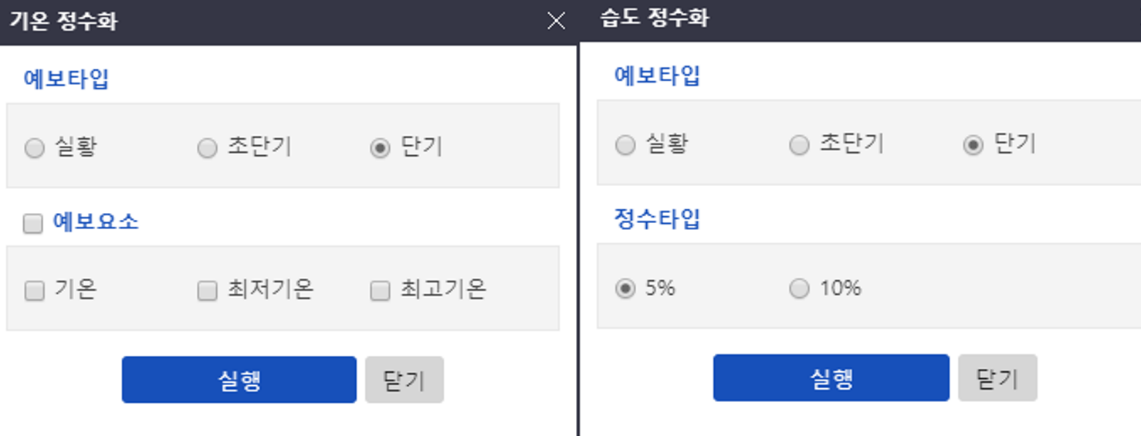 기온 정수화
예보타입
실황 초단기 단기
예보요소
기온 최저기온 최고기온
실행 닫기
습도 정수화
예보타입
실황 초단기 단기
정수타입
5% 10%
실행 닫기